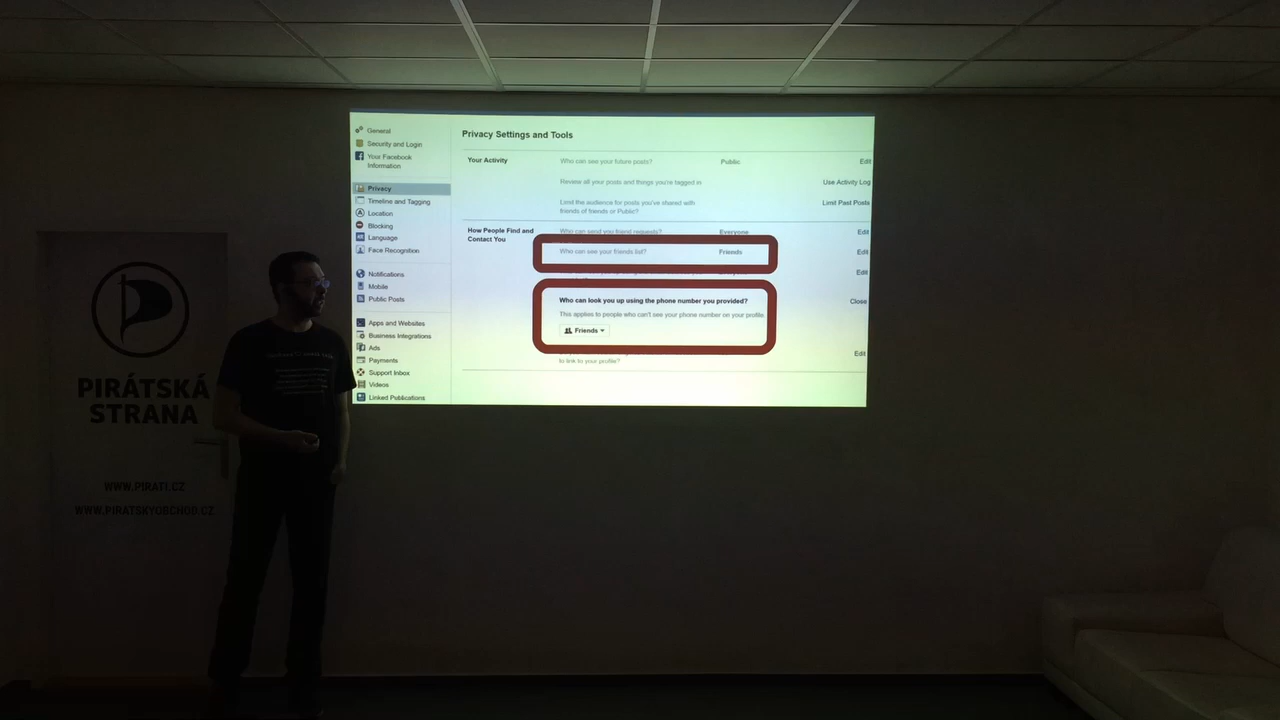 General
Security and Login
Your Facebook
Information
Privacy
Timeline and Tagging
Location
Blocking
Language
Face Recognition
Notifications
Mobile
Public Posts
Apps and Websites
Business Integrations
Ads
Payments
Support Inbox
Videos
Linked Publications
Privacy Settings and Tools
Your Activity
Who can see your future posts? Public Edit
Review all your posts and things you're tagged in Use Activity Log
Limit the audience for posts you've shared with
friends of friends or Public? Limit Past Posts
How People Find and
Contact You
Who can send you friend requests? Everyone Edit
Who can see your friends list? Friends Edit
Edit
Who can look you up using the phone number you provided? Close
This applies to people who can't see your phone number on your profile.
Friends
Edit
to link to your profile?
PIRÁTSKÁ
STRANA
WWW.PIRATI.CZ
WWW.PIRATSKYOBCHOD.CZ